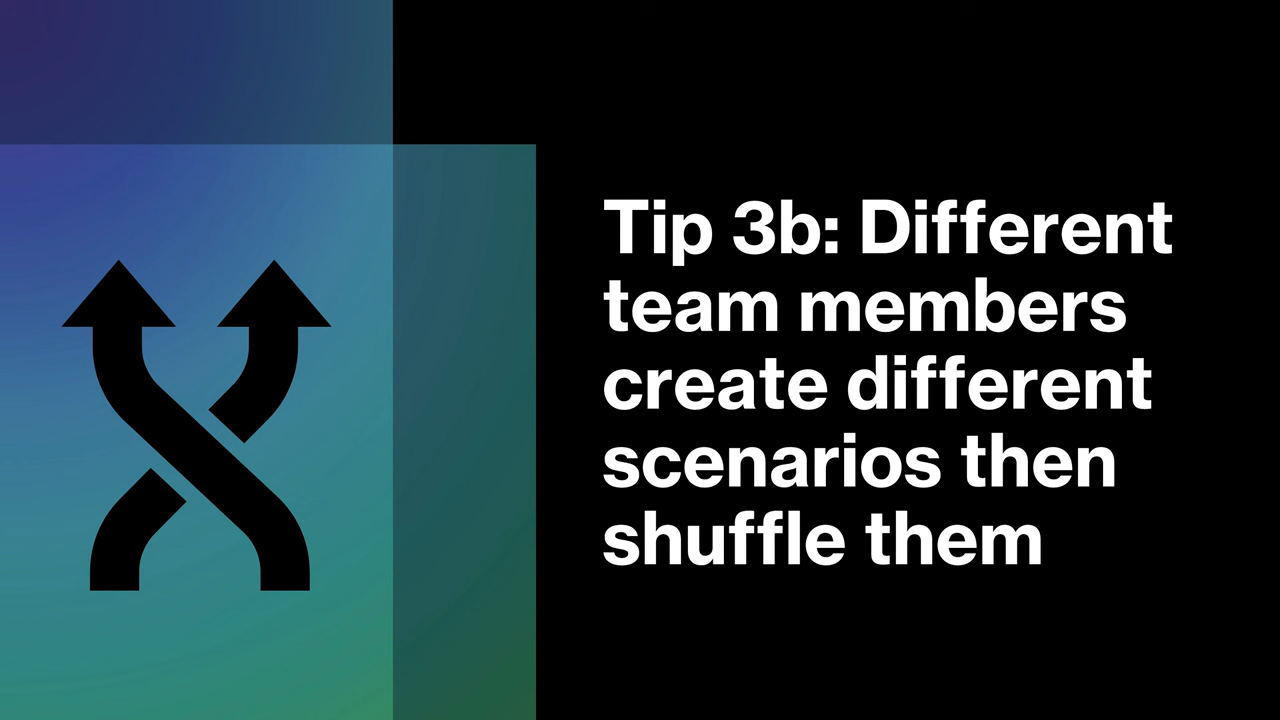 Tip 3b: Different
team members
create different
scenarios then
shuffle them